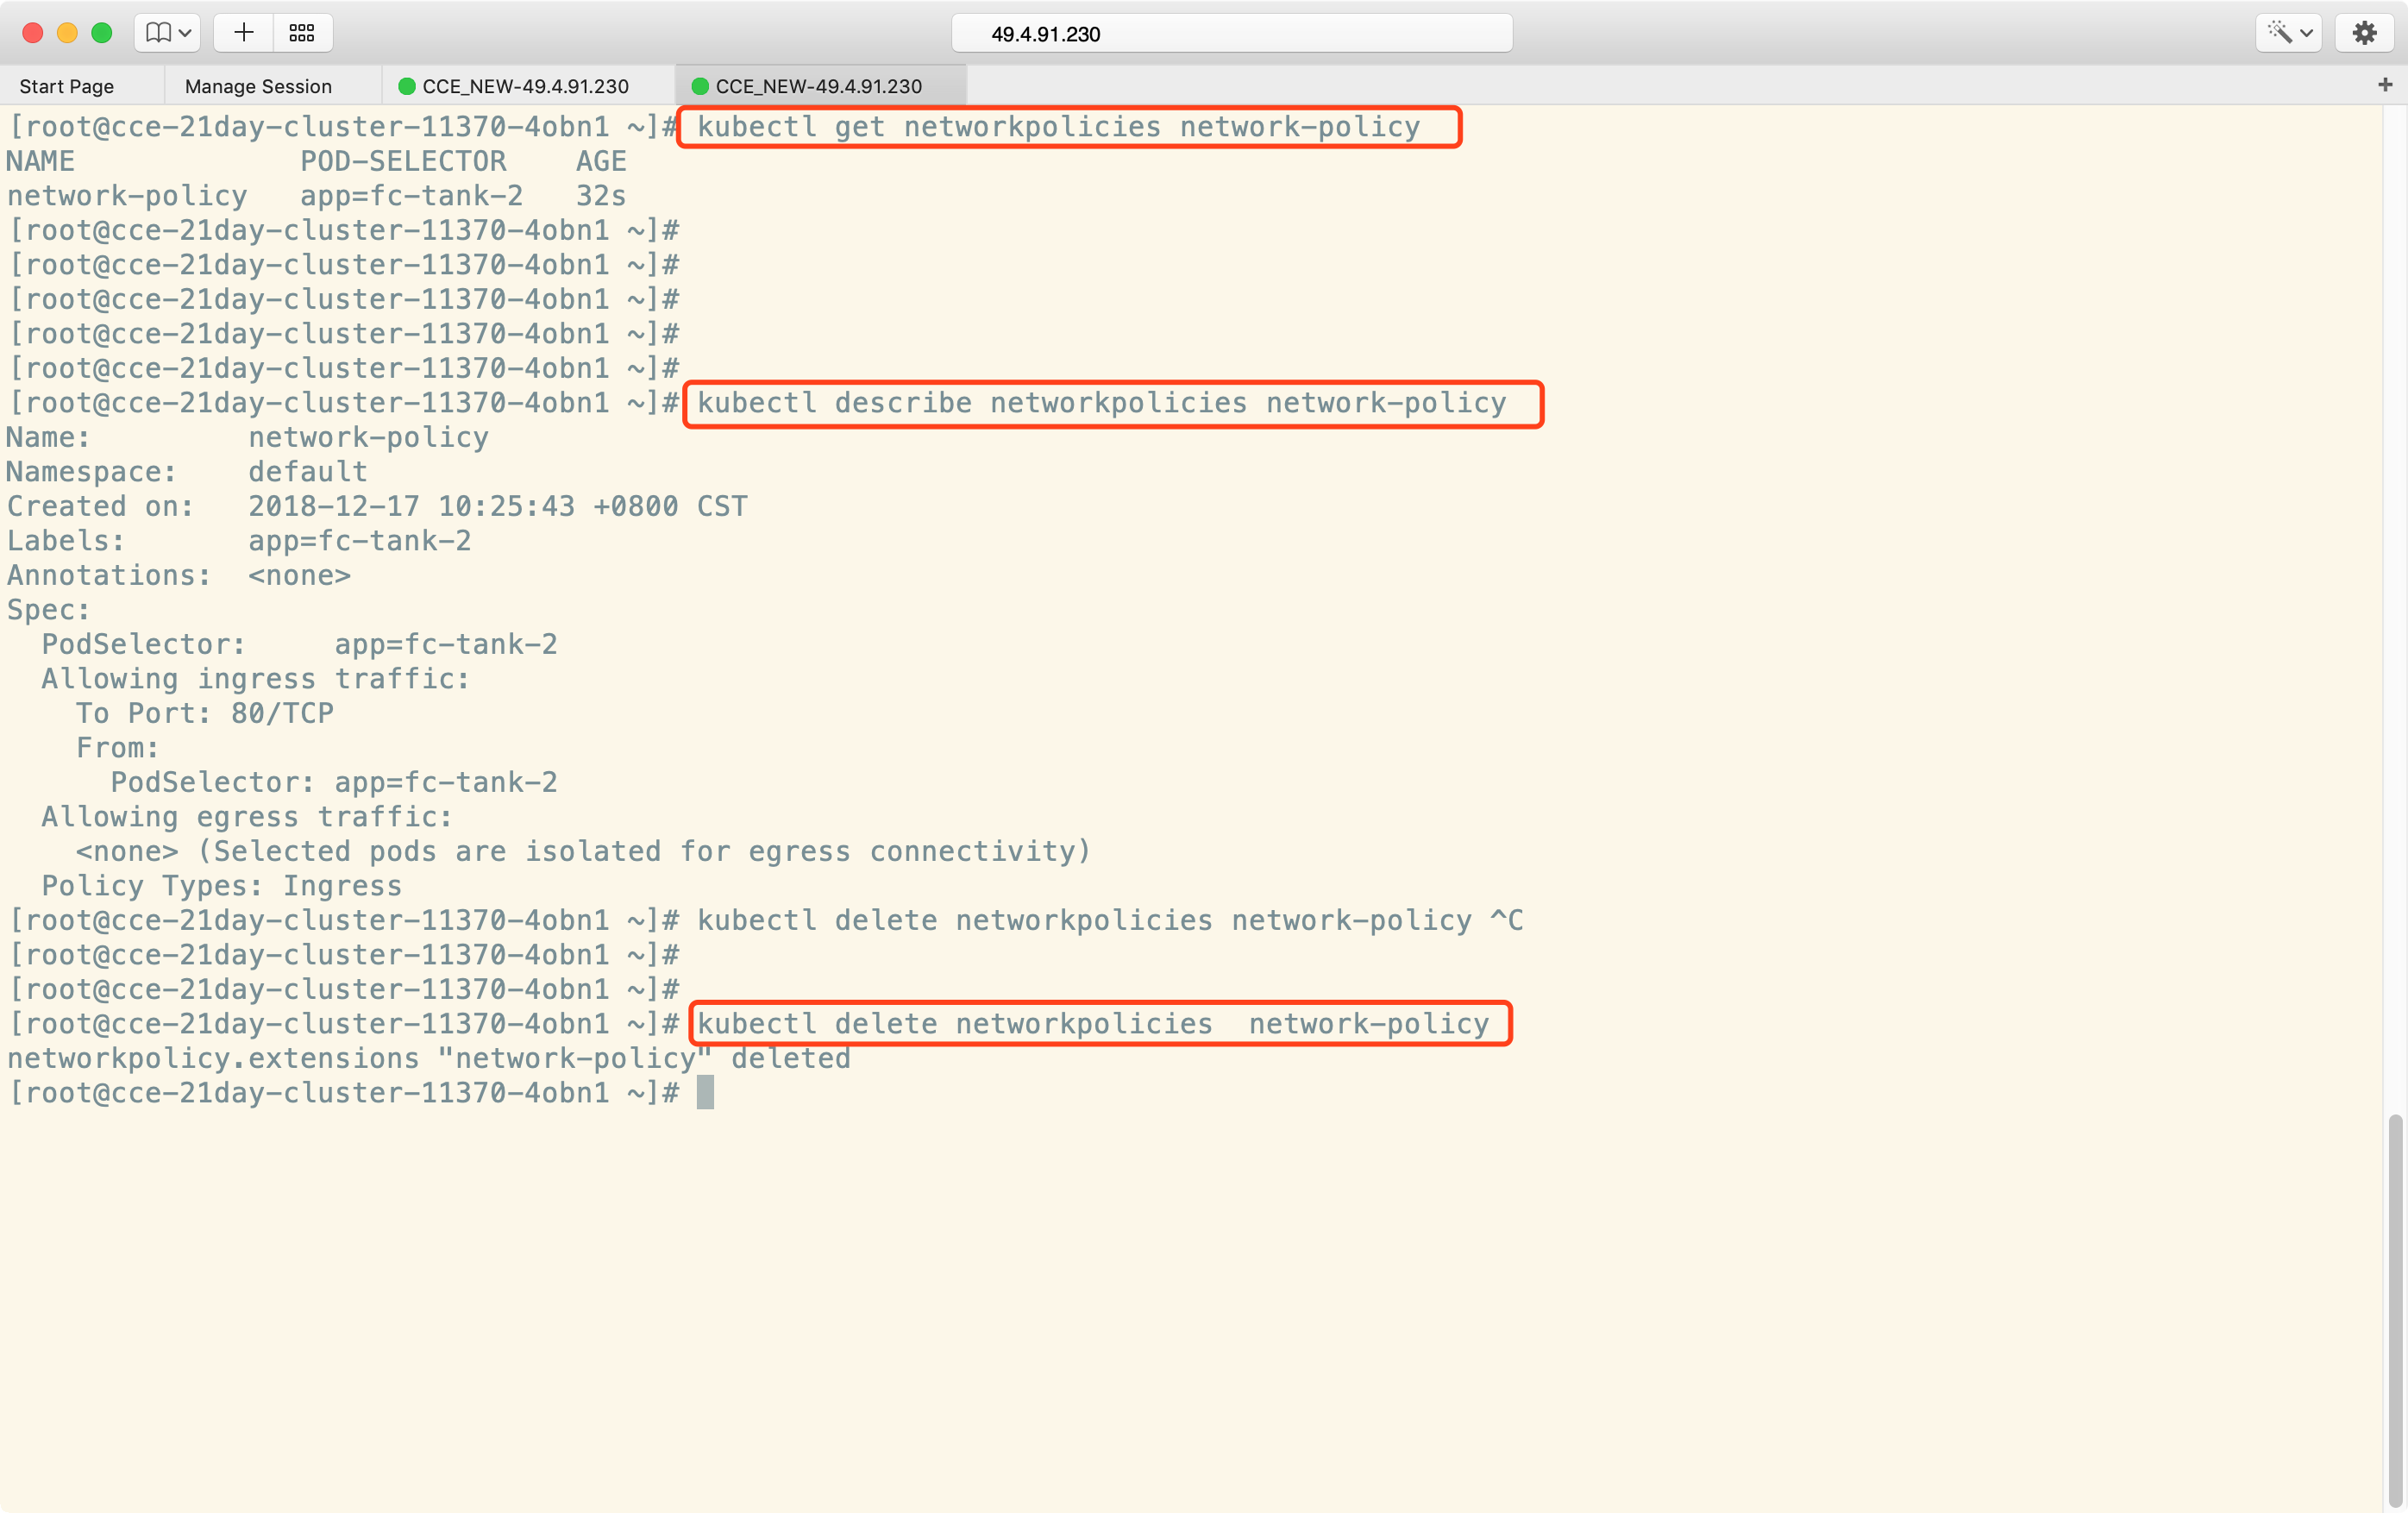 49.4.91.230
Start Page
Manage Session
CCE_NEW-49.4.91.230
CCE_NEW-49.4.91.230
[root@cce-21day-cluster-11370-4obn1 ~]# kubectl get networkpolicies network-policy
NAME             POD-SELECTOR    AGE
network-policy   app=fc-tank-2   32s
[root@cce-21day-cluster-11370-4obn1 ~]#
[root@cce-21day-cluster-11370-4obn1 ~]#
[root@cce-21day-cluster-11370-4obn1 ~]#
[root@cce-21day-cluster-11370-4obn1 ~]#
[root@cce-21day-cluster-11370-4obn1 ~]#
[root@cce-21day-cluster-11370-4obn1 ~]# kubectl describe networkpolicies network-policy
Name:         network-policy
Namespace:    default
Created on:   2018-12-17 10:25:43 +0800 CST
Labels:       app=fc-tank-2
Annotations:  <none>
Spec:
  PodSelector:     app=fc-tank-2
  Allowing ingress traffic:
    To Port: 80/TCP
    From:
      PodSelector: app=fc-tank-2
  Allowing egress traffic:
    <none> (Selected pods are isolated for egress connectivity)
  Policy Types: Ingress
[root@cce-21day-cluster-11370-4obn1 ~]# kubectl delete networkpolicies network-policy ^C
[root@cce-21day-cluster-11370-4obn1 ~]#
[root@cce-21day-cluster-11370-4obn1 ~]#
[root@cce-21day-cluster-11370-4obn1 ~]# kubectl delete networkpolicies  network-policy
networkpolicy.extensions "network-policy" deleted
[root@cce-21day-cluster-11370-4obn1 ~]#